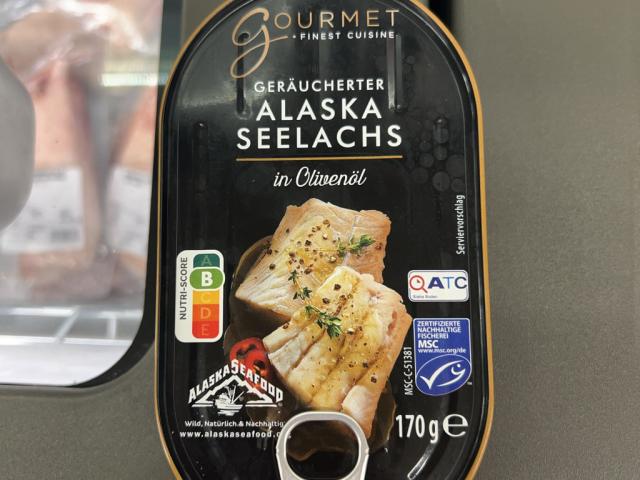 GOURMET
FINEST CUISINE
GERÄUCHERTER
ALASKA
SEELACHS
in Olivenöl
Serviervorschlag
NUTRI-SCORE
A
B
C
D
E
QATC
ZERTIFIZIERTE
NACHHALTIGE
FISCHEREI
MSC
www.msc.org/de
MSC-C-51381
ALASKA SEAFOOD
Wild, Natürlich & Nachhaltig
www.alaskaseafood.
170 g e